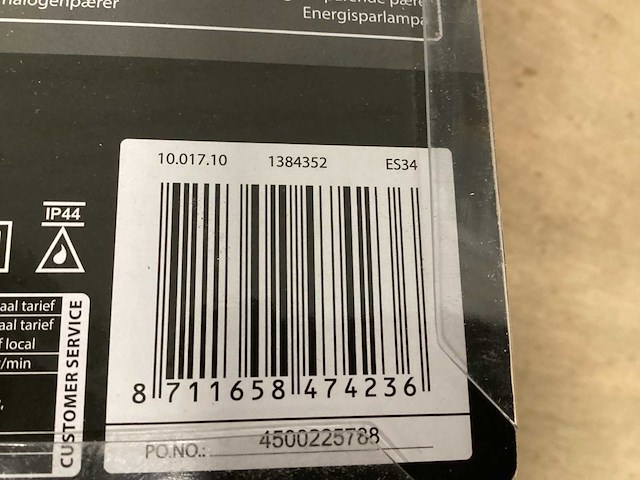 Energisparlampa
10.017.10 1384352 ES34
IP44
aal tarief
aal tarief
local
/min
CUSTOMER SERVICE
8 711658 474236
PO.NO.: 4500225788